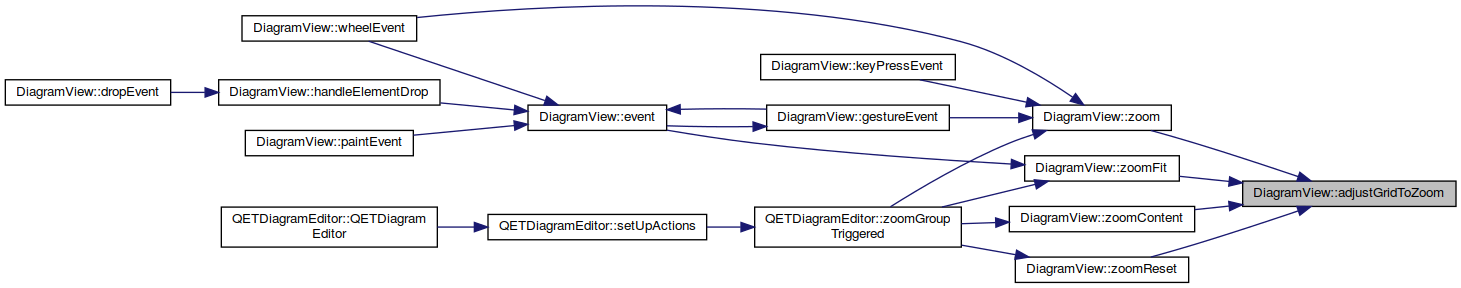 DiagramView::wheelEvent
DiagramView::keyPressEvent
DiagramView::dropEvent
DiagramView::handleElementDrop
DiagramView::event
DiagramView::gestureEvent
DiagramView::zoom
DiagramView::paintEvent
DiagramView::zoomFit
DiagramView::adjustGridToZoom
QETDiagramEditor::QETDiagram
Editor
QETDiagramEditor::setUpActions
QETDiagramEditor::zoomGroup
Triggered
DiagramView::zoomContent
DiagramView::zoomReset